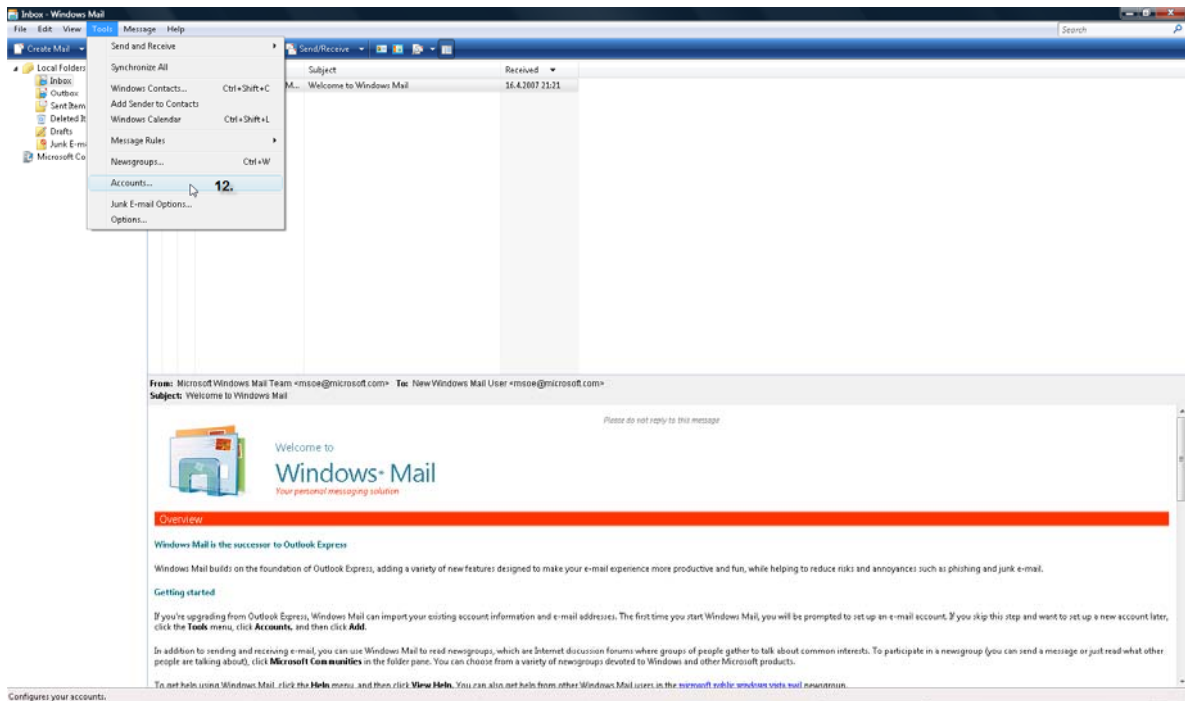 Inbox - Windows Mail
File Edit View Tools Message Help
Search
Create Mail
Send/Receive
Send and Receive
Synchronize All
Windows Contacts... Ctrl+Shift+C
Add Sender to Contacts
Windows Calendar Ctrl+Shift+L
Message Rules
Newsgroups... Ctrl+W
Accounts... 12.
Junk E-mail Options...
Options...
Local Folders
Inbox
Outbox
Sent Item
Deleted It
Drafts
Junk E-m
Microsoft Co
Subject Received
M... Welcome to Windows Mail 16.4.2007 21:21
From: Microsoft Windows Mail Team <msoe@microsoft.com> To: New Windows Mail User <msoe@microsoft.com>
Subject: Welcome to Windows Mail
Please do not reply to this message
Welcome to
Windows Mail
Your personal messaging solution
Overview
Windows Mail is the successor to Outlook Express
Windows Mail builds on the foundation of Outlook Express, adding a variety of new features designed to make your e-mail experience more productive and fun, while helping to reduce risks and annoyances such as phishing and junk e-mail.
Getting started
If you're upgrading from Outlook Express, Windows Mail can import your existing account information and e-mail addresses. The first time you start Windows Mail, you will be prompted to set up an e-mail account. If you skip this step and want to set up a new account later,
click the Tools menu, click Accounts, and then click Add.
In addition to sending and receiving e-mail, you can use Windows Mail to read newsgroups, which are Internet discussion forums where groups of people gather to talk about common interests. To participate in a newsgroup (you can send a message or just read what other
people are talking about), click Microsoft Communities in the folder pane. You can choose from a variety of newsgroups devoted to Windows and other Microsoft products.
To get help using Windows Mail, click the Help menu, and then click View Help. You can also get help from other Windows Mail users in the microsoft.public.windows.vista.mail newsgroup.
Configures your accounts.